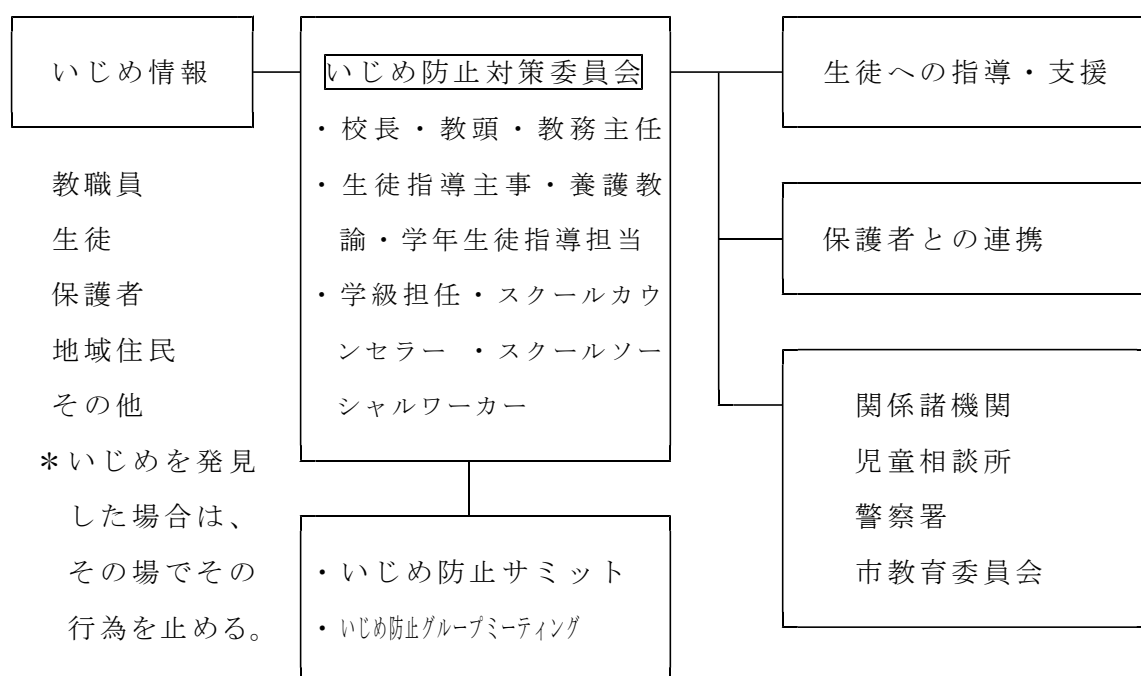 いじめ情報
教職員
生徒
保護者
地域住民
その他
＊いじめを発見
した場合は、
その場でその
行為を止める。
いじめ防止対策委員会
・校長・教頭・教務主任
・生徒指導主事・養護教
諭・学年生徒指導担当
・学級担任・スクールカウ
ンセラー ・スクールソー
シャルワーカー
・いじめ防止サミット
・いじめ防止グループミーティング
生徒への指導・支援
保護者との連携
関係諸機関
児童相談所
警察署
市教育委員会